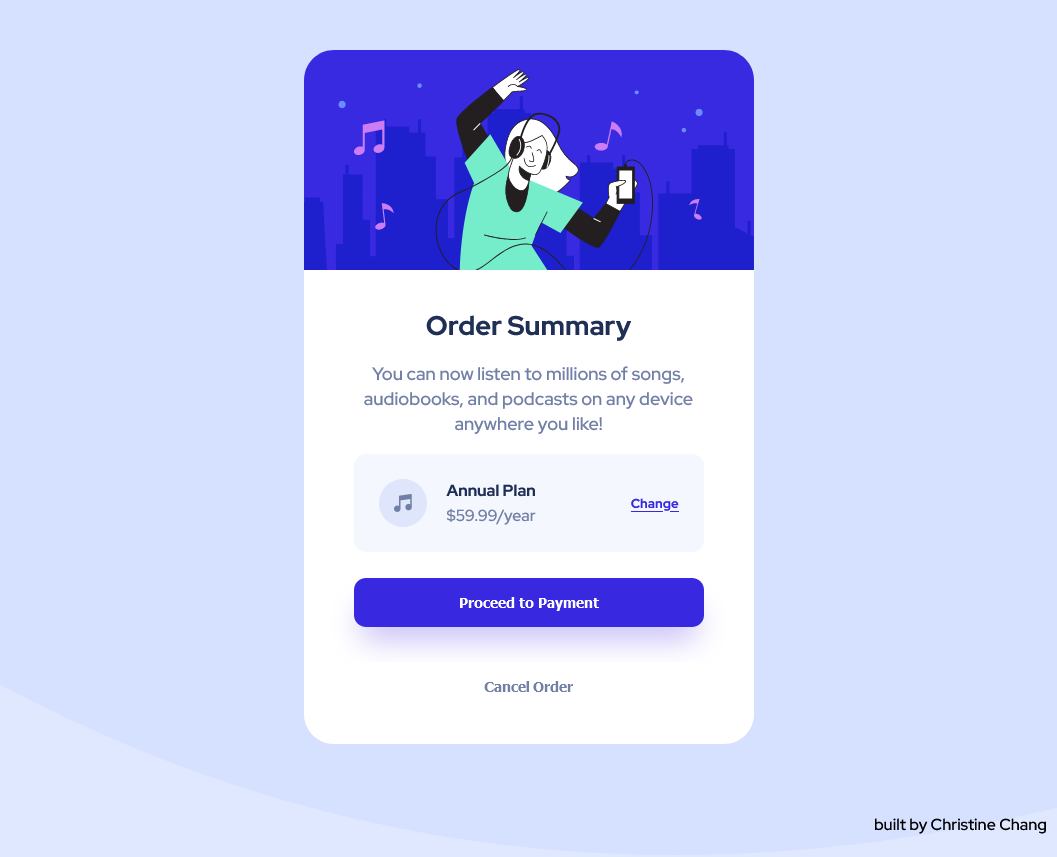 Order Summary
You can now listen to millions of songs,
audiobooks, and podcasts on any device
anywhere you like!
Annual Plan
$59.99/year
Change
Proceed to Payment
Cancel Order
built by Christine Chang